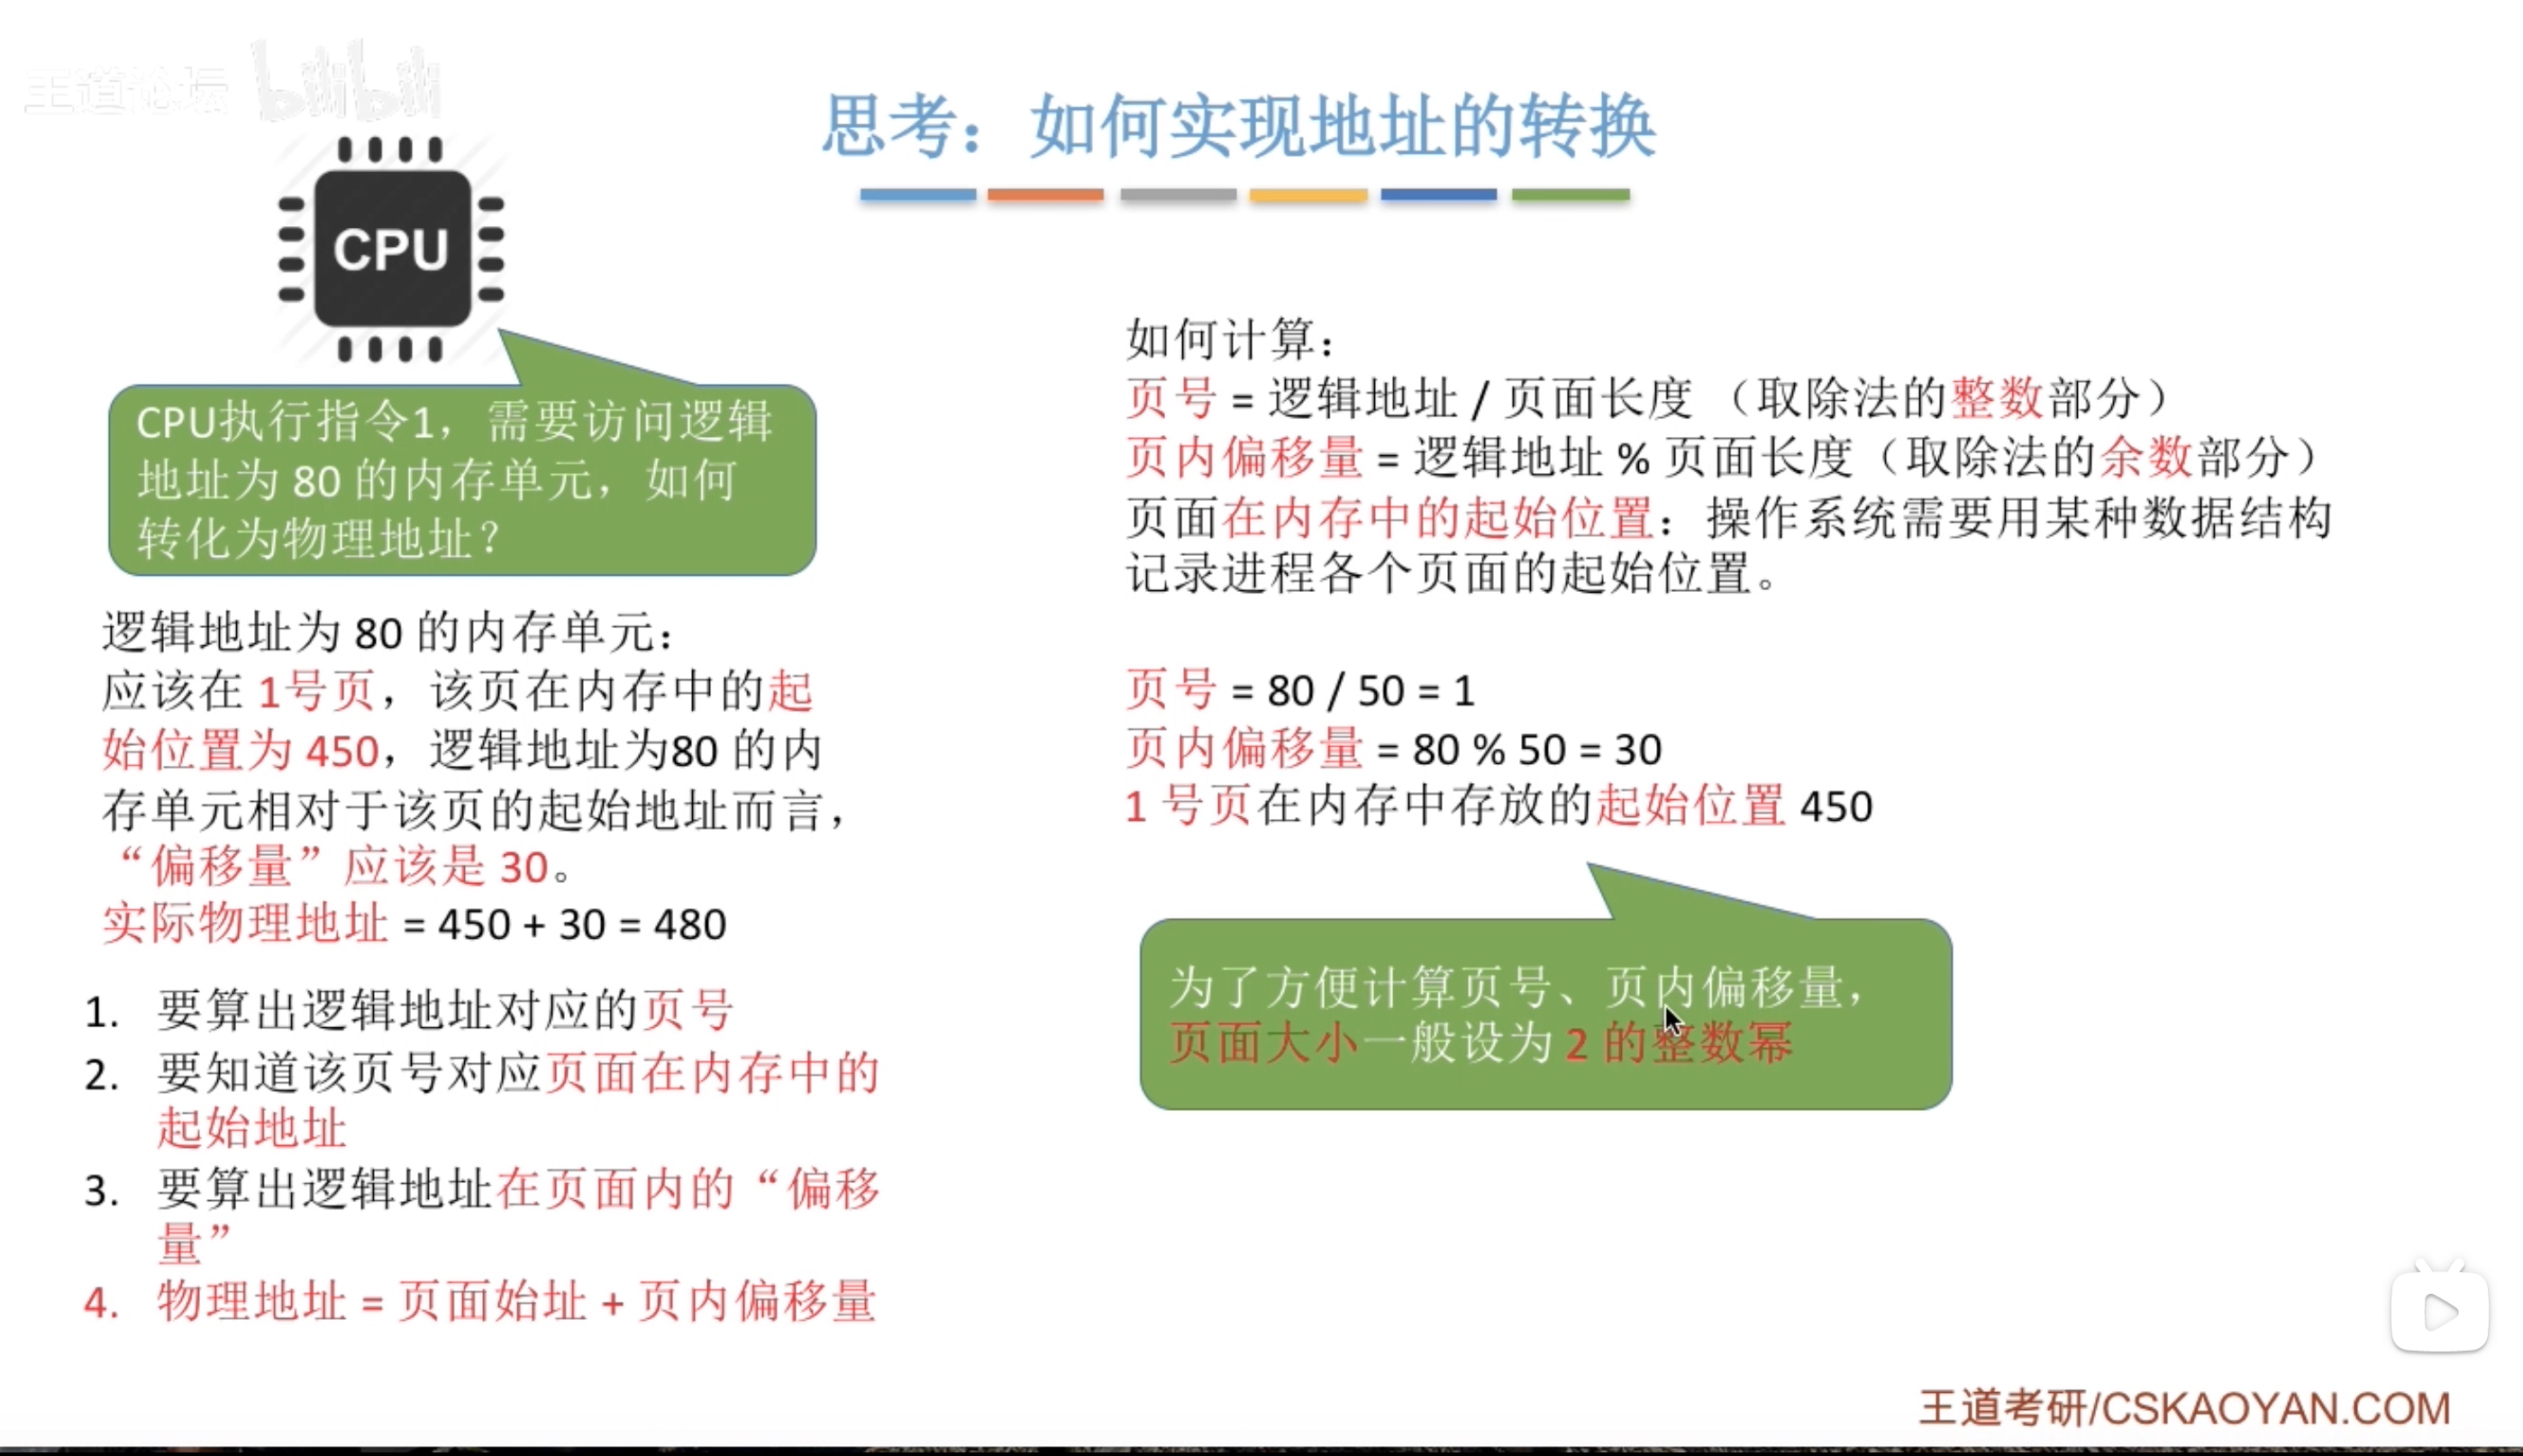 王道论坛 bilibili
思考：如何实现地址的转换
CPU
CPU执行指令1，需要访问逻辑
地址为 80 的内存单元，如何
转化为物理地址？
逻辑地址为 80 的内存单元：
应该在 1号页，该页在内存中的起
始位置为 450，逻辑地址为80 的内
存单元相对于该页的起始地址而言，
“偏移量”应该是 30。
实际物理地址 = 450 + 30 = 480
1. 要算出逻辑地址对应的页号
2. 要知道该页号对应页面在内存中的
起始地址
3. 要算出逻辑地址在页面内的“偏移
量”
4. 物理地址 = 页面始址 + 页内偏移量
如何计算：
页号 = 逻辑地址 / 页面长度 （取除法的整数部分）
页内偏移量 = 逻辑地址 % 页面长度（取除法的余数部分）
页面在内存中的起始位置：操作系统需要用某种数据结构
记录进程各个页面的起始位置。
页号 = 80 / 50 = 1
页内偏移量 = 80 % 50 = 30
1 号页在内存中存放的起始位置 450
为了方便计算页号、页内偏移量，
页面大小一般设为 2 的整数幂
王道考研/CSKAOYAN.COM